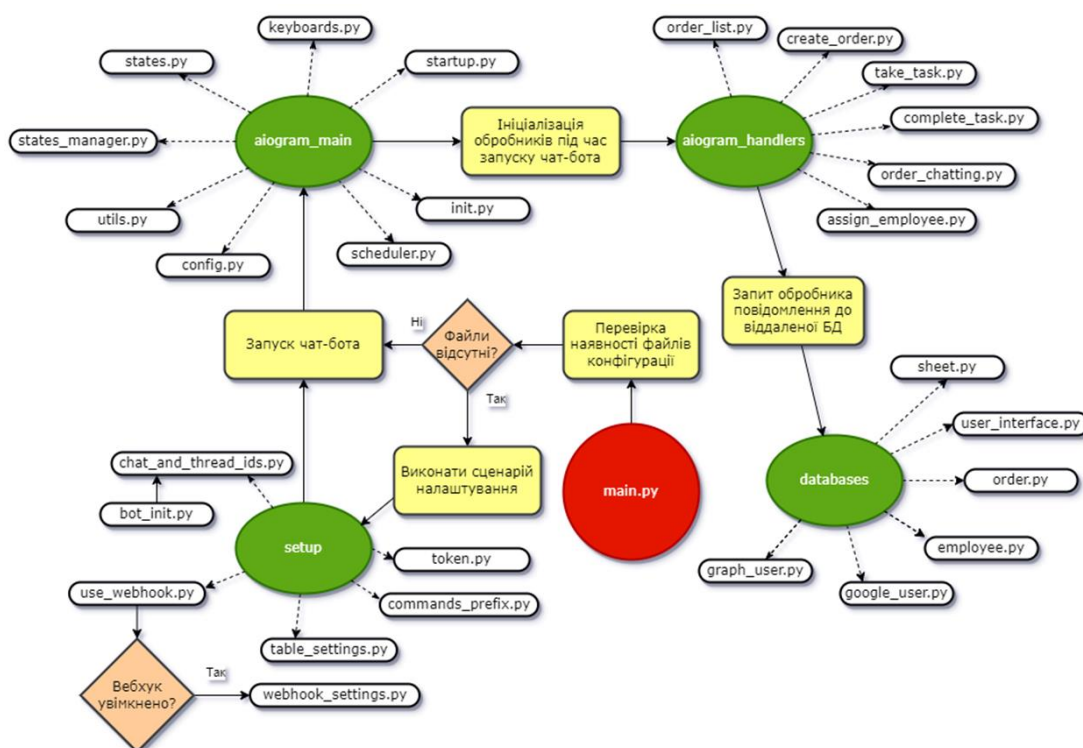 keyboards.py
states.py
startup.py
states_manager.py
aiogram_main
utils.py
init.py
config.py
scheduler.py
Ініціалізація
обробників під час
запуску чат-бота
order_list.py
create_order.py
take_task.py
complete_task.py
aiogram_handlers
order_chatting.py
assign_employee.py
Запит обробника
повідомлення до
віддаленої БД
Запуск чат-бота
Ні
Файли
відсутні?
Перевірка
наявності файлів
конфігурації
Так
Виконати сценарій
налаштування
main.py
sheet.py
user_interface.py
databases
order.py
employee.py
graph_user.py
google_user.py
chat_and_thread_ids.py
bot_init.py
setup
token.py
use_webhook.py
commands_prefix.py
table_settings.py
Вебхук
увімкнено?
Так
webhook_settings.py